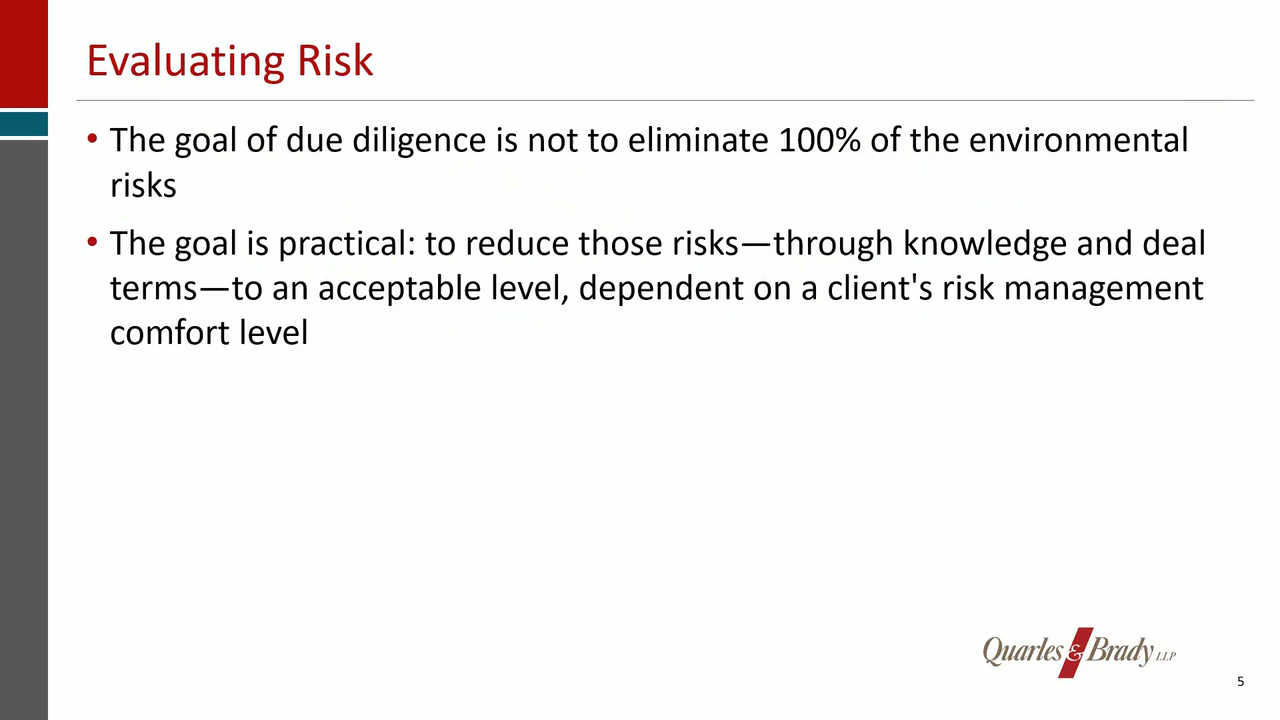 Evaluating Risk
• The goal of due diligence is not to eliminate 100% of the environmental
risks
• The goal is practical: to reduce those risks—through knowledge and deal
terms—to an acceptable level, dependent on a client's risk management
comfort level
Quarles & Brady LLP
5